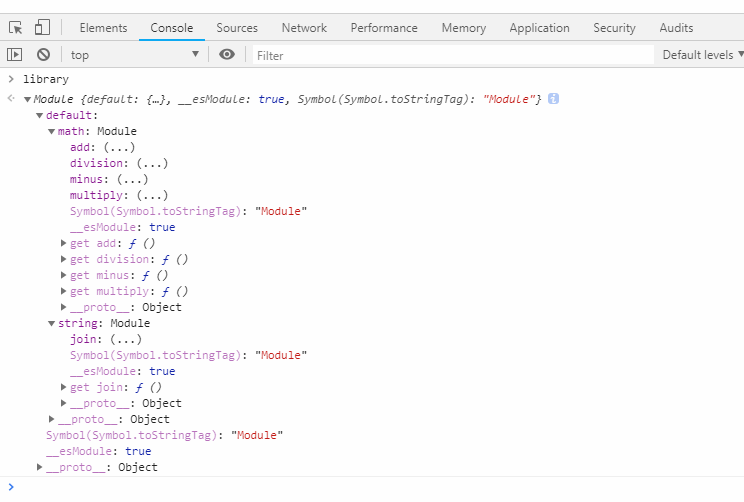 Elements Console Sources Network Performance Memory Application Security Audits
top ▼ Filter Default levels ▼
> library
Module {default: {…}, __esModule: true, Symbol(Symbol.toStringTag): "Module"} i
▼default:
▼math: Module
add: (...)
division: (...)
minus: (...)
multiply: (...)
Symbol(Symbol.toStringTag): "Module"
__esModule: true
▶get add: ƒ ()
▶get division: ƒ ()
▶get minus: ƒ ()
▶get multiply: ƒ ()
▶__proto__: Object
▼string: Module
join: (...)
Symbol(Symbol.toStringTag): "Module"
__esModule: true
▶get join: ƒ ()
▶__proto__: Object
▶__proto__: Object
Symbol(Symbol.toStringTag): "Module"
__esModule: true
▶__proto__: Object
>